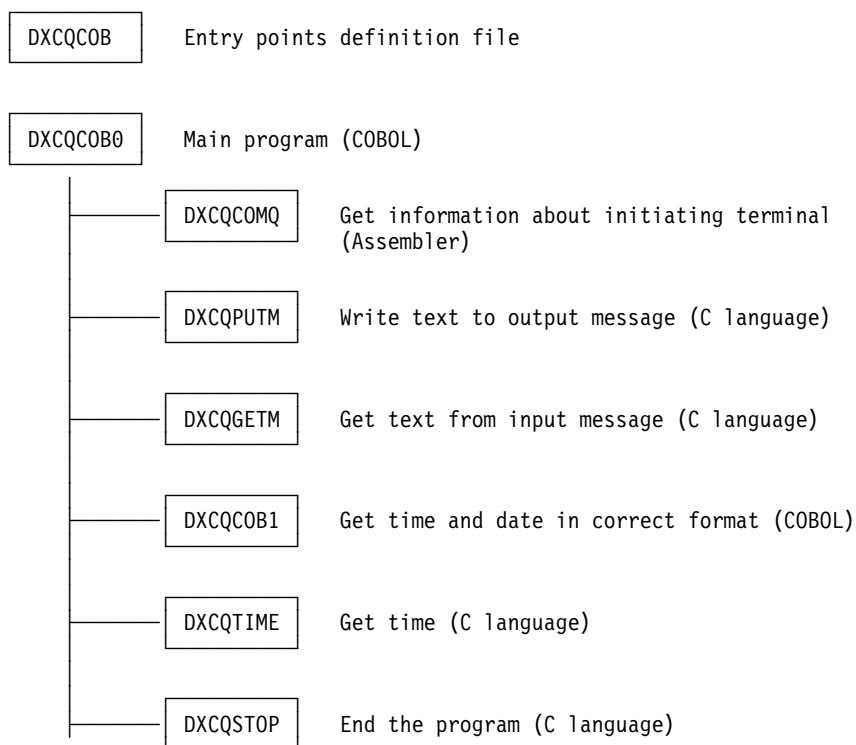 DXCQCOB Entry points definition file
DXCQCOB0 Main program (COBOL)
DXCQCOMQ Get information about initiating terminal
(Assembler)
DXCQPUTM Write text to output message (C language)
DXCQGETM Get text from input message (C language)
DXCQCOB1 Get time and date in correct format (COBOL)
DXCQTIME Get time (C language)
DXCQSTOP End the program (C language)